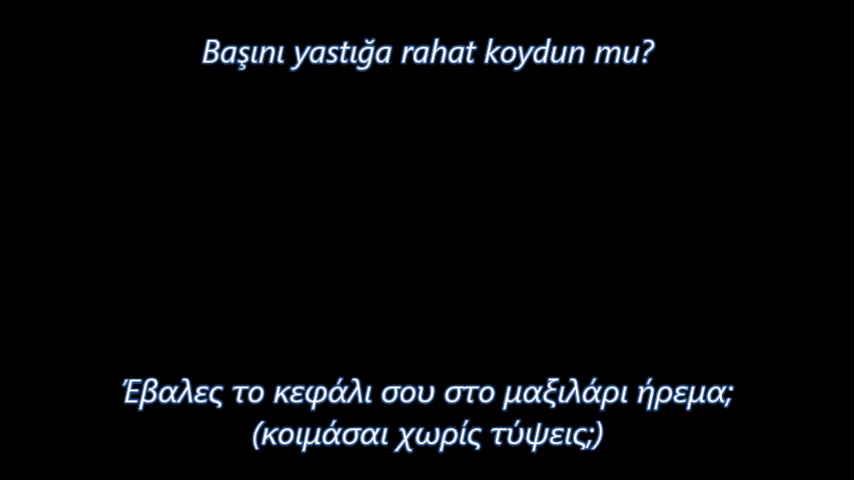 Başını yastığa rahat koydun mu?
Έβαλες το κεφάλι σου στο μαξιλάρι ήρεμα;
(κοιμάσαι χωρίς τύψεις;)